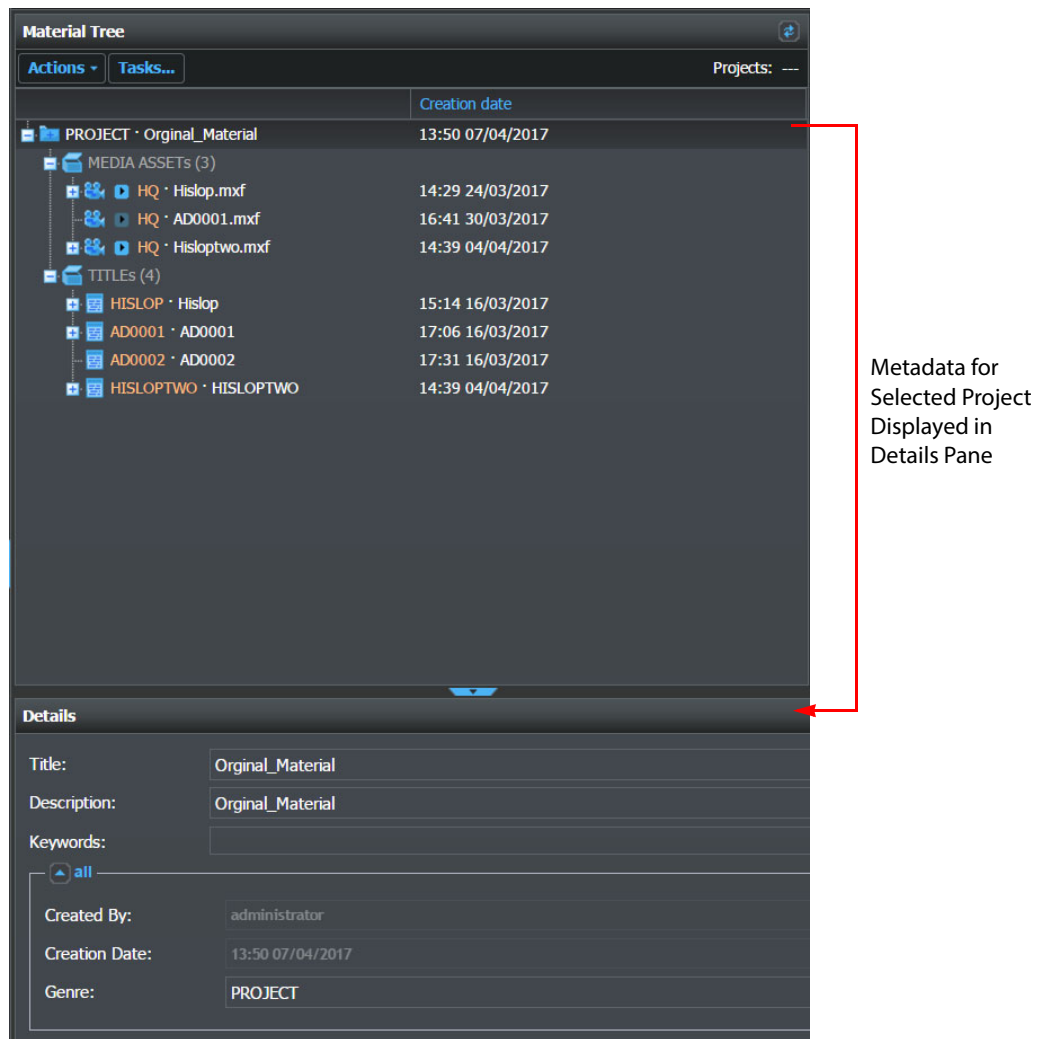 Material Tree
Actions Tasks... Projects: ---
Creation date
PROJECT · Orginal_Material 13:50 07/04/2017
MEDIA ASSETs (3)
HQ · Hislop.mxf 14:29 24/03/2017
HQ · AD0001.mxf 16:41 30/03/2017
HQ · Hisloptwo.mxf 14:39 04/04/2017
TITLEs (4)
HISLOP · Hislop 15:14 16/03/2017
AD0001 · AD0001 17:06 16/03/2017
AD0002 · AD0002 17:31 16/03/2017
HISLOPTWO · HISLOPTWO 14:39 04/04/2017
Metadada for
Selected Project
Displayed in
Details Pane
Details
Title: Orginal_Material
Description: Orginal_Material
Keywords:
all
Created By: administrator
Creation Date: 13:50 07/04/2017
Genre: PROJECT